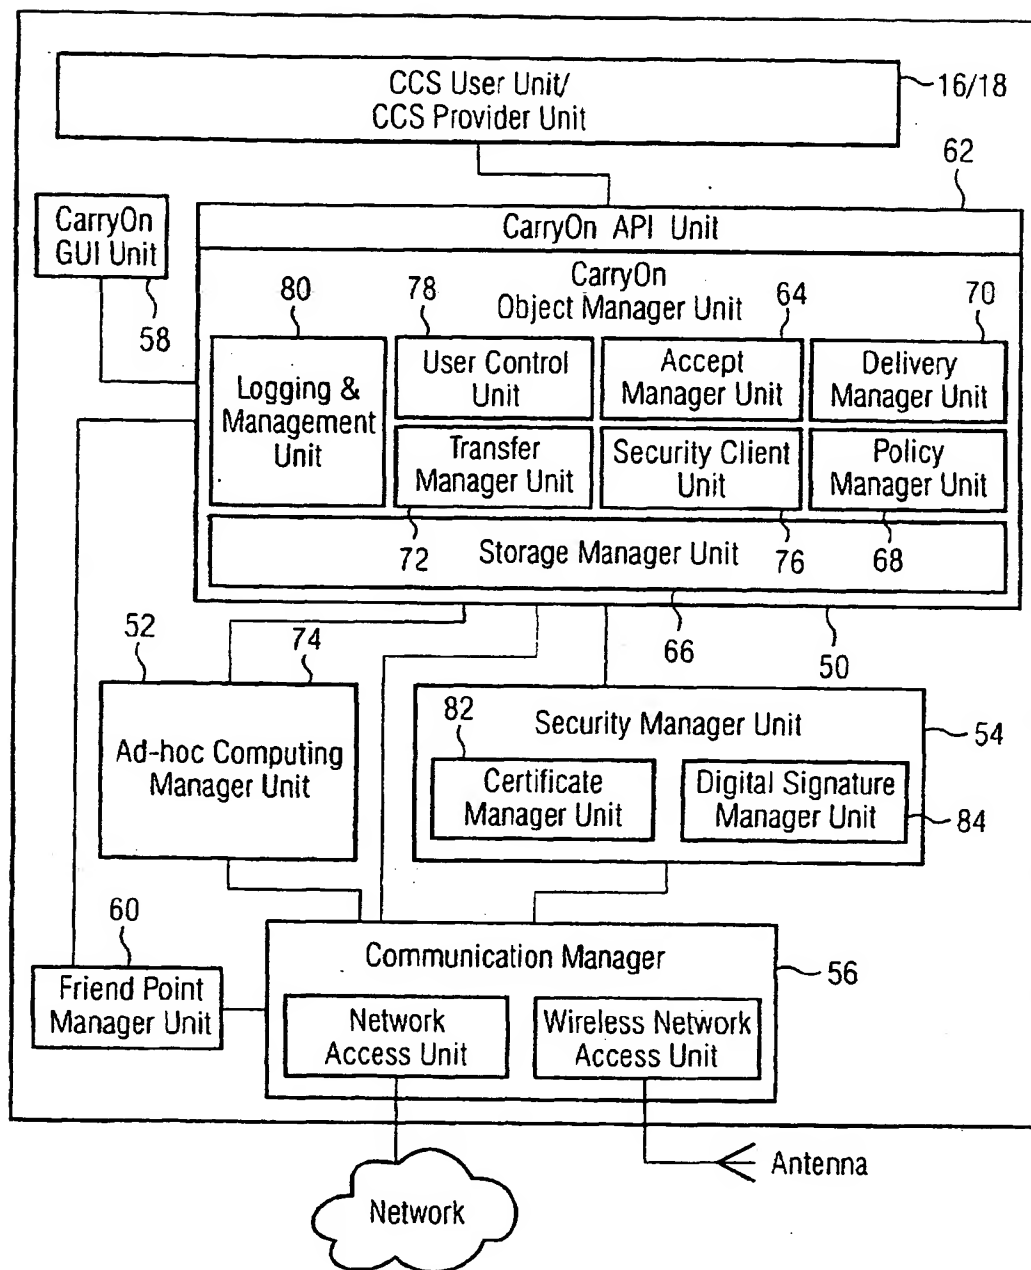 CCS User Unit/
CCS Provider Unit
16/18
62
CarryOn
GUI Unit
58
CarryOn API Unit
CarryOn
Object Manager Unit
80
78
64
70
Logging &
Management
Unit
User Control
Unit
Accept
Manager Unit
Delivery
Manager Unit
Transfer
Manager Unit
Security Client
Unit
Policy
Manager Unit
72
Storage Manager Unit
76
68
66
50
52
74
Ad-hoc Computing
Manager Unit
82
Security Manager Unit
54
Certificate
Manager Unit
Digital Signature
Manager Unit
84
60
Friend Point
Manager Unit
Communication Manager
56
Network
Access Unit
Wireless Network
Access Unit
Antenna
Network